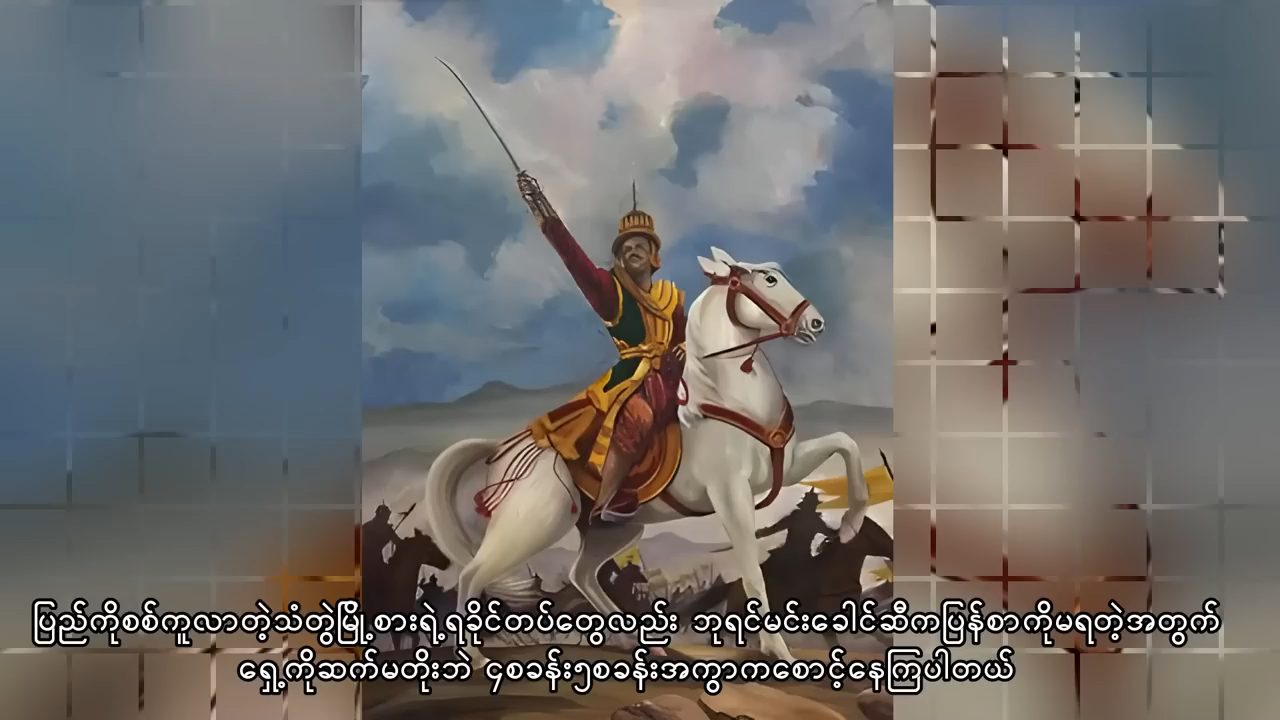 ပြည်ကိုစစ်ကူလာတဲ့သံတွဲမြို့စားရဲ့ရခိုင်တပ်တွေလည်း ဘုရင်မင်းခေါင်ဆီကပြန်စာကိုမရတဲ့အတွက်
ရှေ့ကိုဆက်မတိုးဘဲ ၄စခန်း၅စခန်းအကွာကစောင့်နေကြပါတယ်